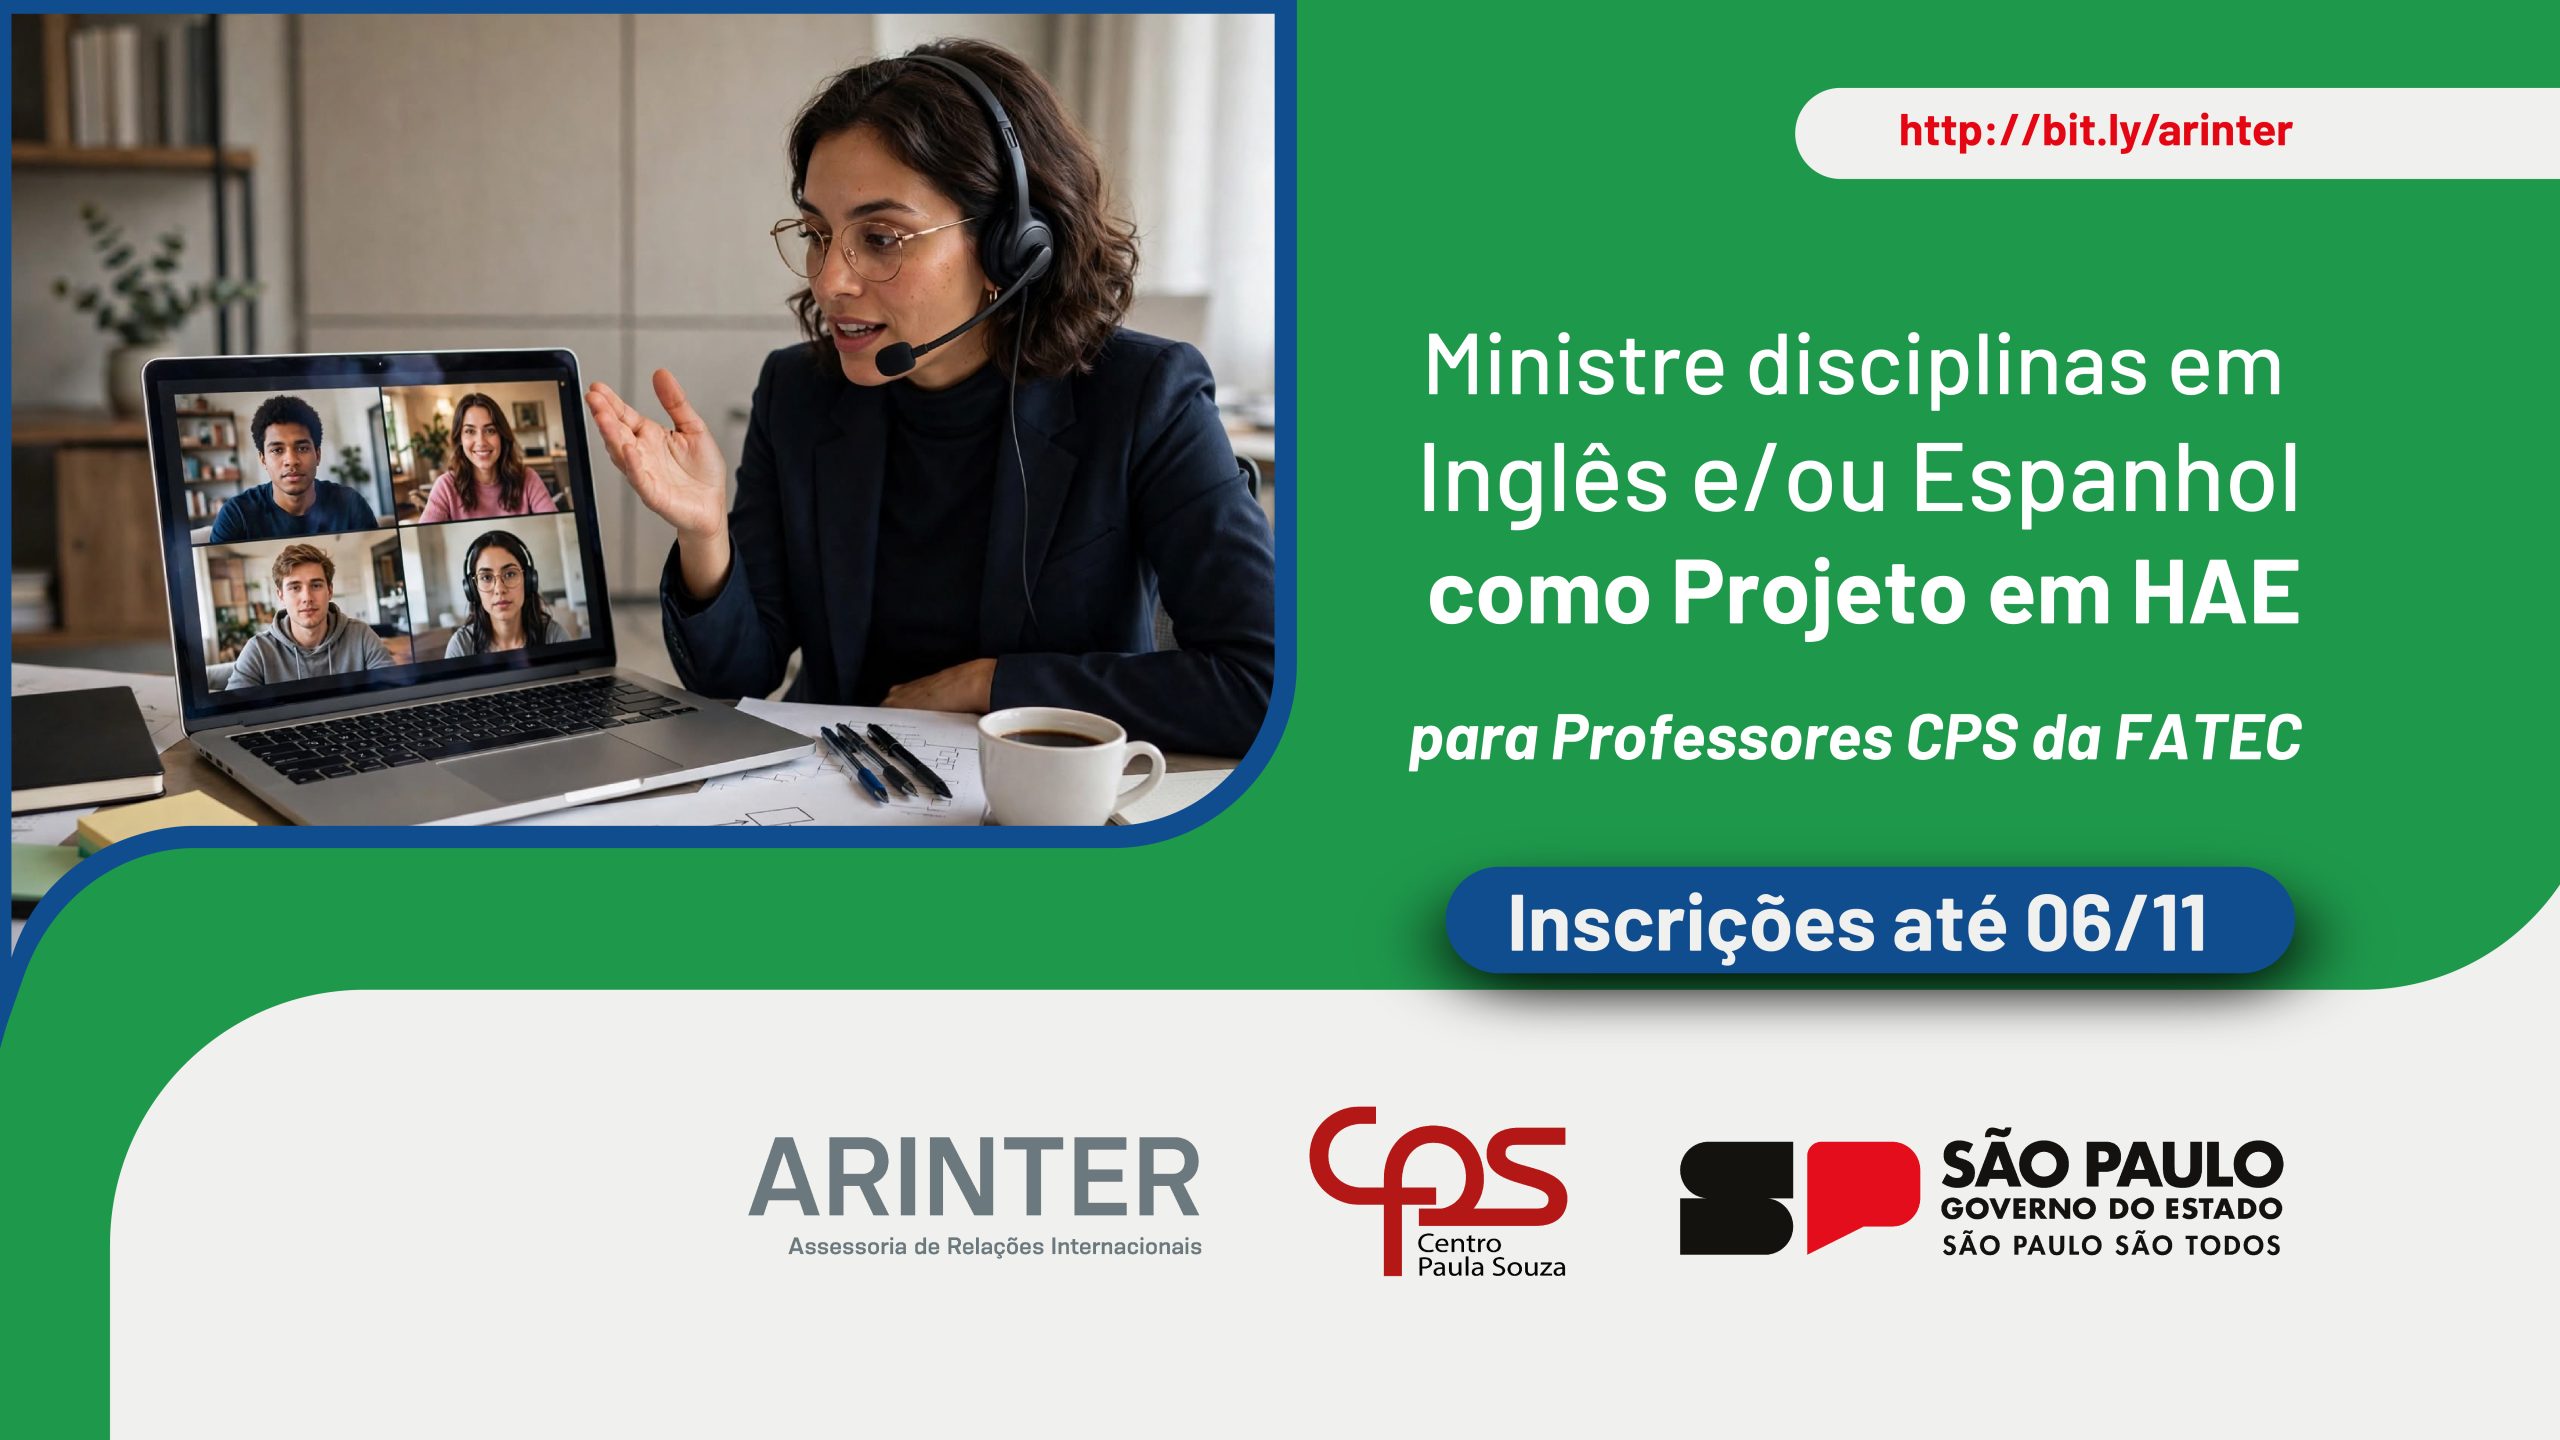 http://bit.ly/arinter
Ministre disciplinas em
Inglês e/ou Espanhol
como Projeto em HAE
para Professores CPS da FATEC
Inscrições até 06/11
ARINTER
Assessoria de Relações Internacionais
cps
Centro
Paula Souza
SP
SÃO PAULO
GOVERNO DO ESTADO
SÃO PAULO SÃO TODOS